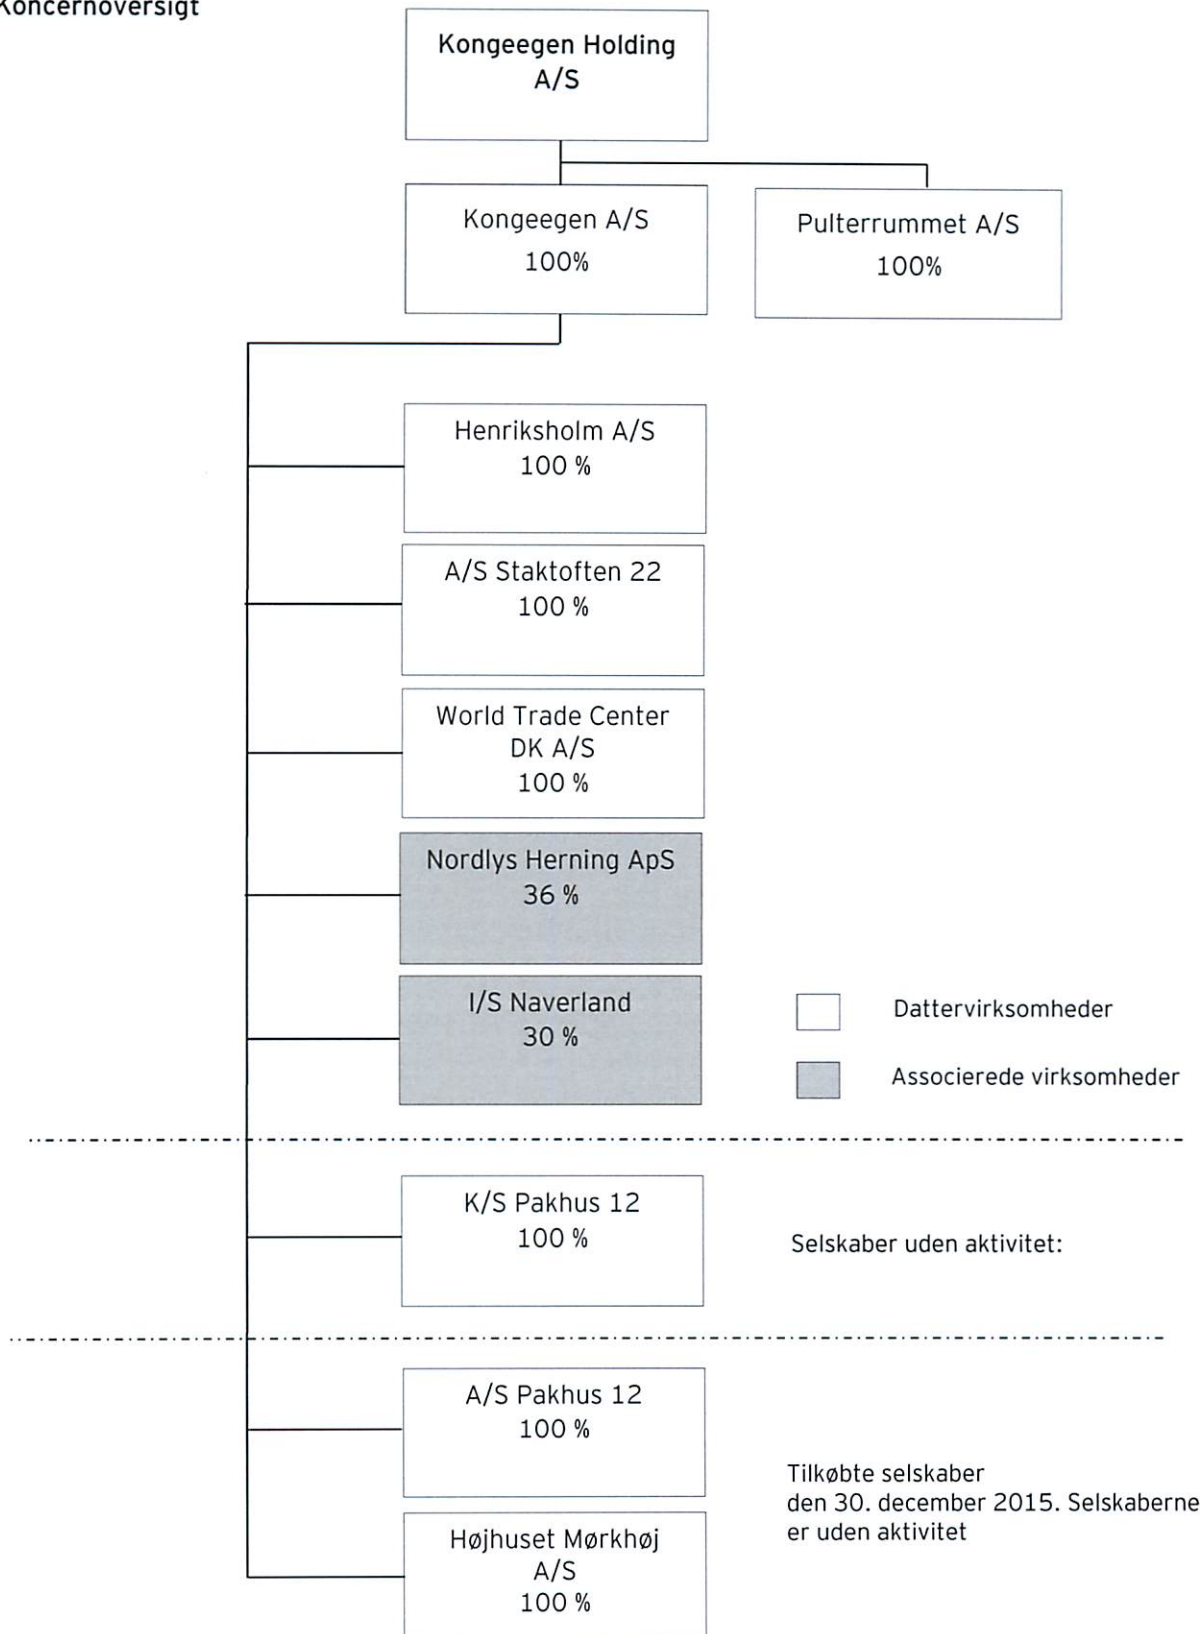 Koncernoversigt
Kongeegen Holding
A/S
Kongeegen A/S
100%
Pulterrummet A/S
100%
Henriksholm A/S
100 %
A/S Staktoften 22
100 %
World Trade Center
DK A/S
100 %
Nordlys Herning ApS
36 %
I/S Naverland
30 %
Dattervirksomheder
Associerede virksomheder
K/S Pakhus 12
100 %
Selskaber uden aktivitet:
A/S Pakhus 12
100 %
Tilkøbte selskaber
den 30. december 2015. Selskaberne
er uden aktivitet
Højhuset Mørkhøj
A/S
100 %